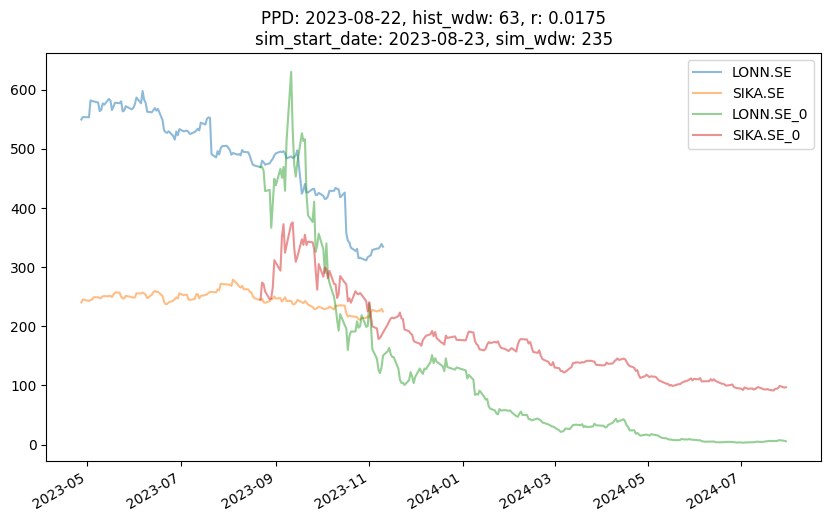 PPD: 2023-08-22, hist_wdw: 63, r: 0.0175
sim_start_date: 2023-08-23, sim_wdw: 235
LONN.SE
SIKA.SE
LONN.SE_0
SIKA.SE_0
600
500
400
300
200
100
0
2023-05
2023-07
2023-09
2023-11
2024-01
2024-03
2024-05
2024-07